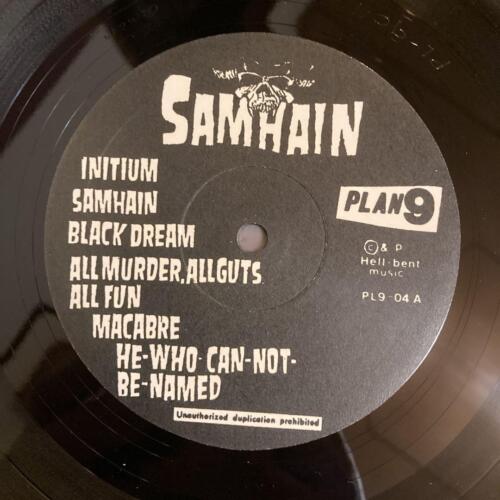 SAMHAIN
INITIUM
SAMHAIN
BLACK DREAM
ALL MURDER, ALL GUTS
ALL FUN
MACABRE
HE-WHO-CAN-NOT-
BE-NAMED
PLAN 9
© & P
Hell-bent
music
PL9-04 A
Unauthorized duplication prohibited